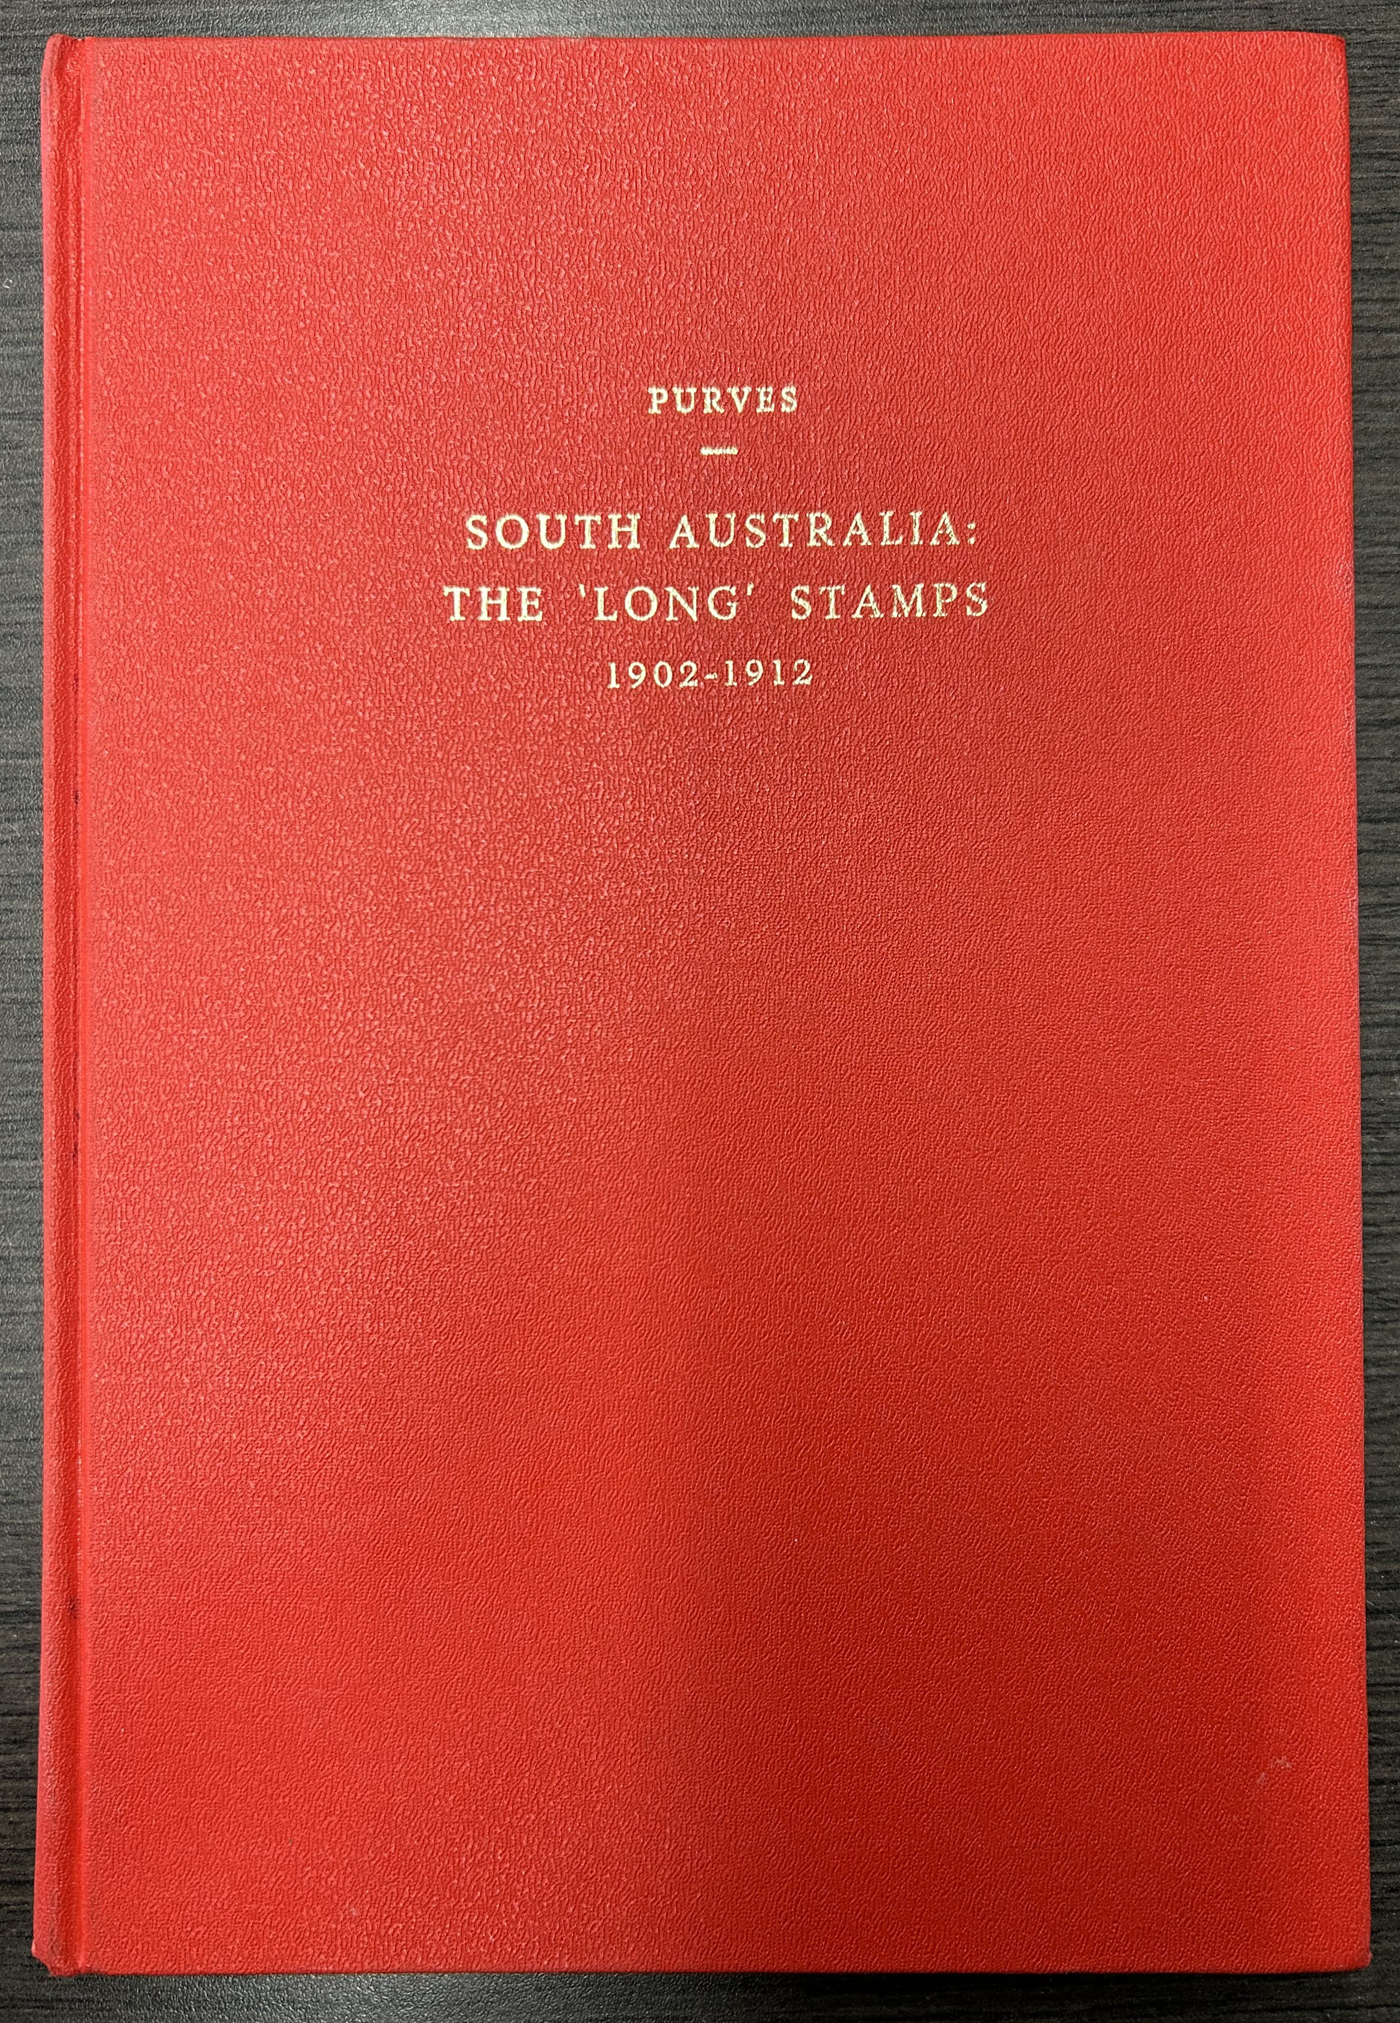 PURVES
—
SOUTH AUSTRALIA:
THE 'LONG' STAMPS
1902-1912